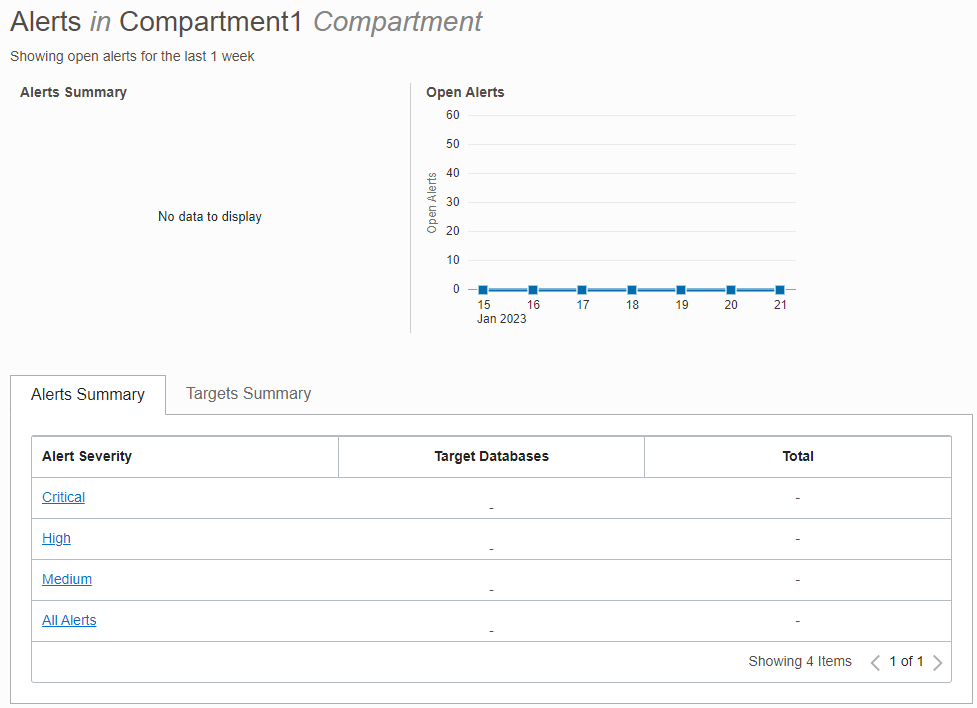 Alerts in Compartment1 Compartment
Showing open alerts for the last 1 week
Alerts Summary
No data to display
Open Alerts
Open Alerts
60
50
40
30
20
10
0
15 16 17 18 19 20 21
Jan 2023
Alerts Summary Targets Summary
Alert Severity Target Databases Total
Critical - -
High - -
Medium - -
All Alerts - -
Showing 4 Items 1 of 1